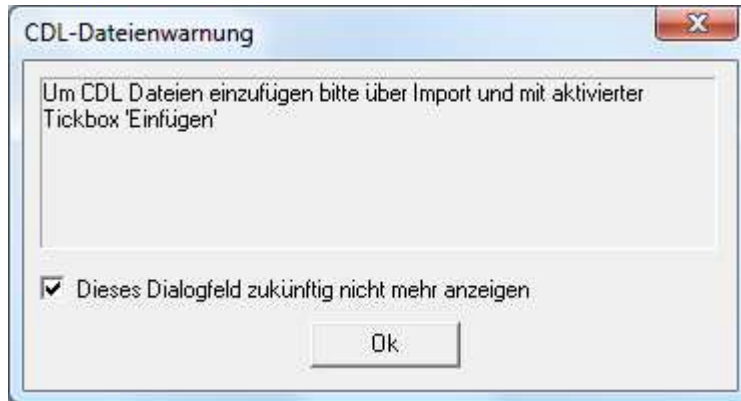 CDL-Dateienwarnung
Um CDL Dateien einzufügen bitte über Import und mit aktivierter
Tickbox 'Einfügen'
Dieses Dialogfeld zukünftig nicht mehr anzeigen
Ok